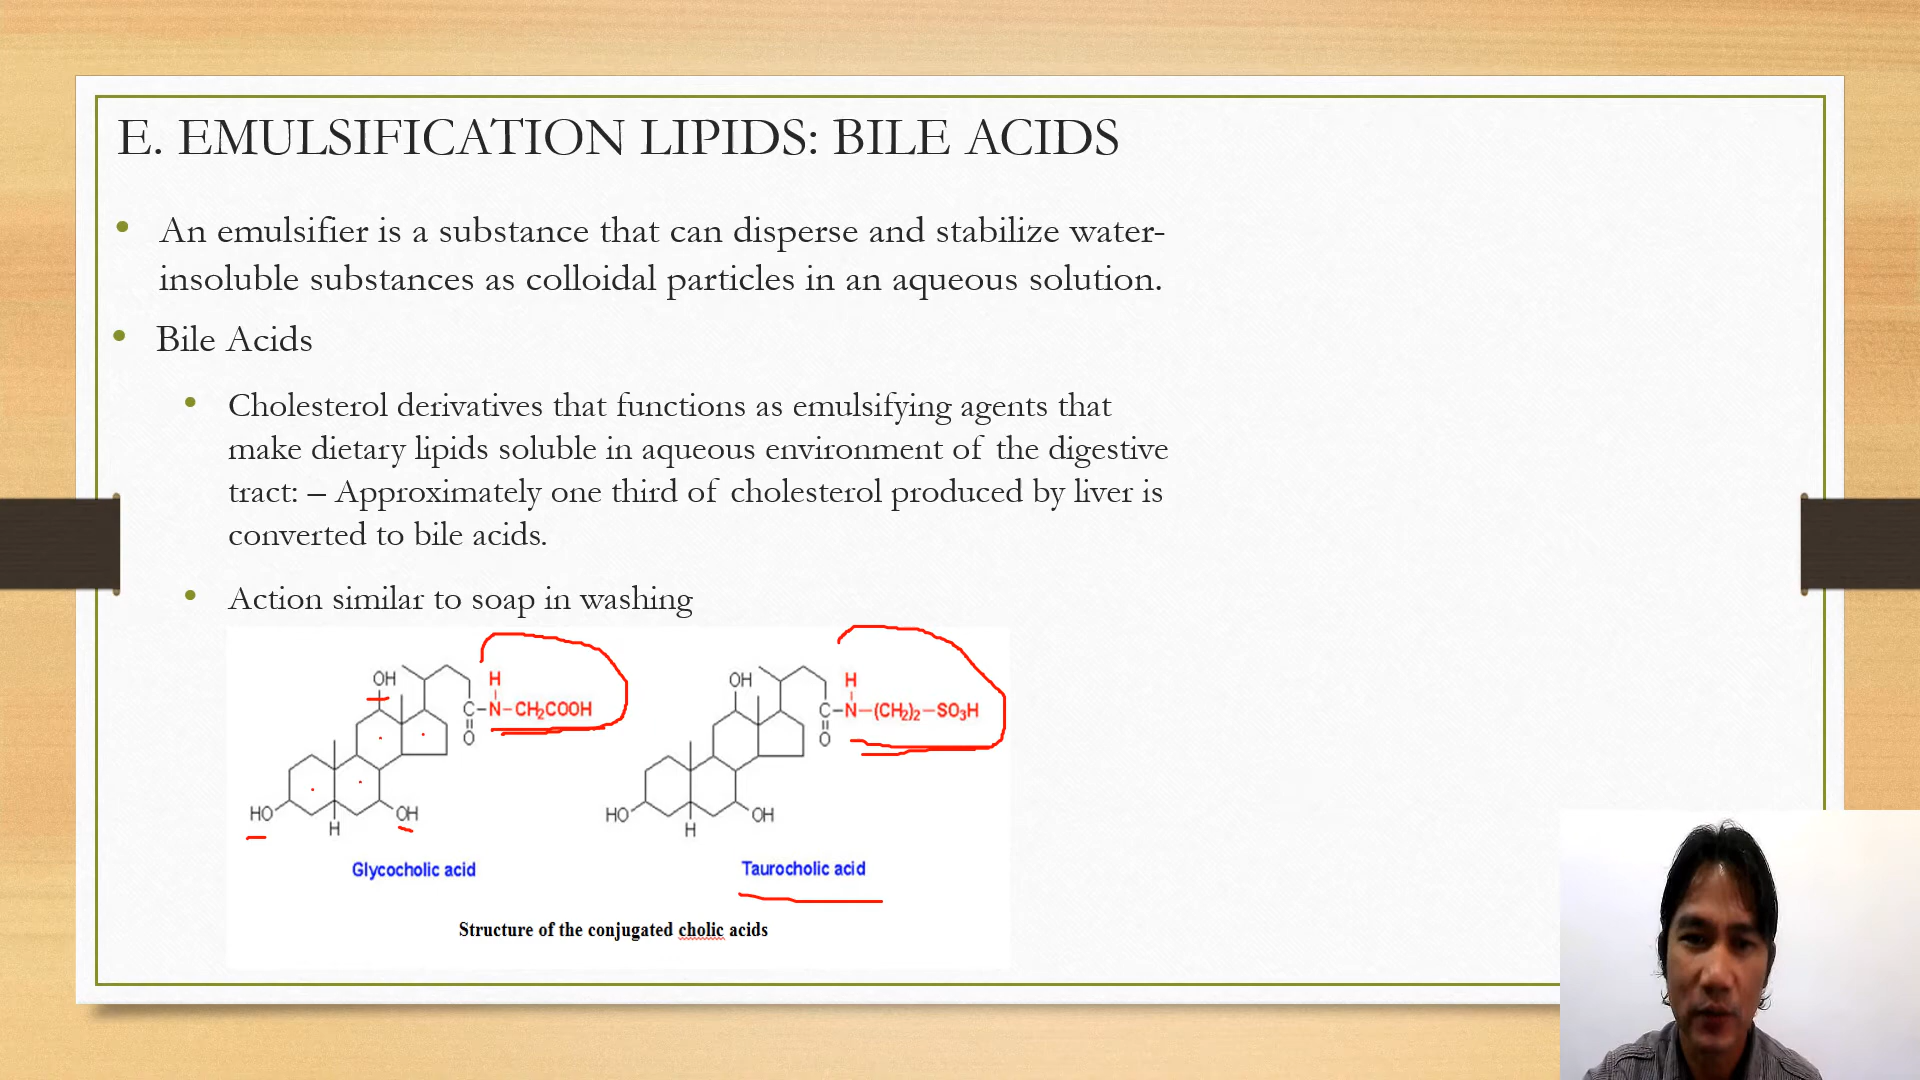 E. EMULSIFICATION LIPIDS: BILE ACIDS
• An emulsifier is a substance that can disperse and stabilize water-
insoluble substances as colloidal particles in an aqueous solution.
• Bile Acids
• Cholesterol derivatives that functions as emulsifying agents that
make dietary lipids soluble in aqueous environment of the digestive
tract: – Approximately one third of cholesterol produced by liver is
converted to bile acids.
• Action similar to soap in washing
OH
H
C–N–CH₂COOH
O
HO
OH
H
Glycocholic acid
OH
H
C–N–(CH₂)₂–SO₃H
O
HO
OH
H
Taurocholic acid
Structure of the conjugated cholic acids